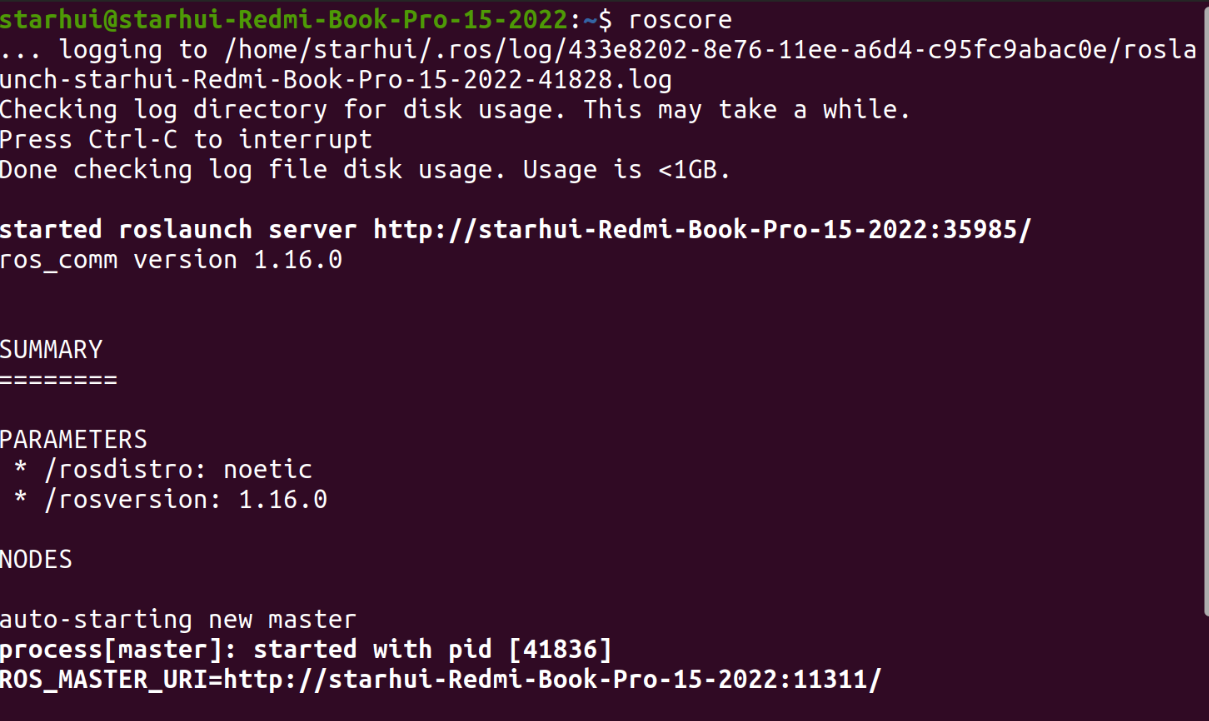 starhui@starhui-Redmi-Book-Pro-15-2022:~$ roscore
... logging to /home/starhui/.ros/log/433e8202-8e76-11ee-a6d4-c95fc9abac0e/rosla
unch-starhui-Redmi-Book-Pro-15-2022-41828.log
Checking log directory for disk usage. This may take a while.
Press Ctrl-C to interrupt
Done checking log file disk usage. Usage is <1GB.

started roslaunch server http://starhui-Redmi-Book-Pro-15-2022:35985/
ros_comm version 1.16.0

SUMMARY
========

PARAMETERS
 * /rosdistro: noetic
 * /rosversion: 1.16.0

NODES

auto-starting new master
process[master]: started with pid [41836]
ROS_MASTER_URI=http://starhui-Redmi-Book-Pro-15-2022:11311/